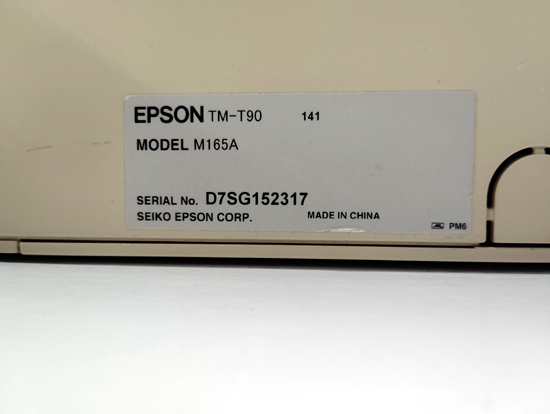 EPSON TM-T90 141
MODEL M165A
SERIAL No. D7SG152317
SEIKO EPSON CORP. MADE IN CHINA
PM6